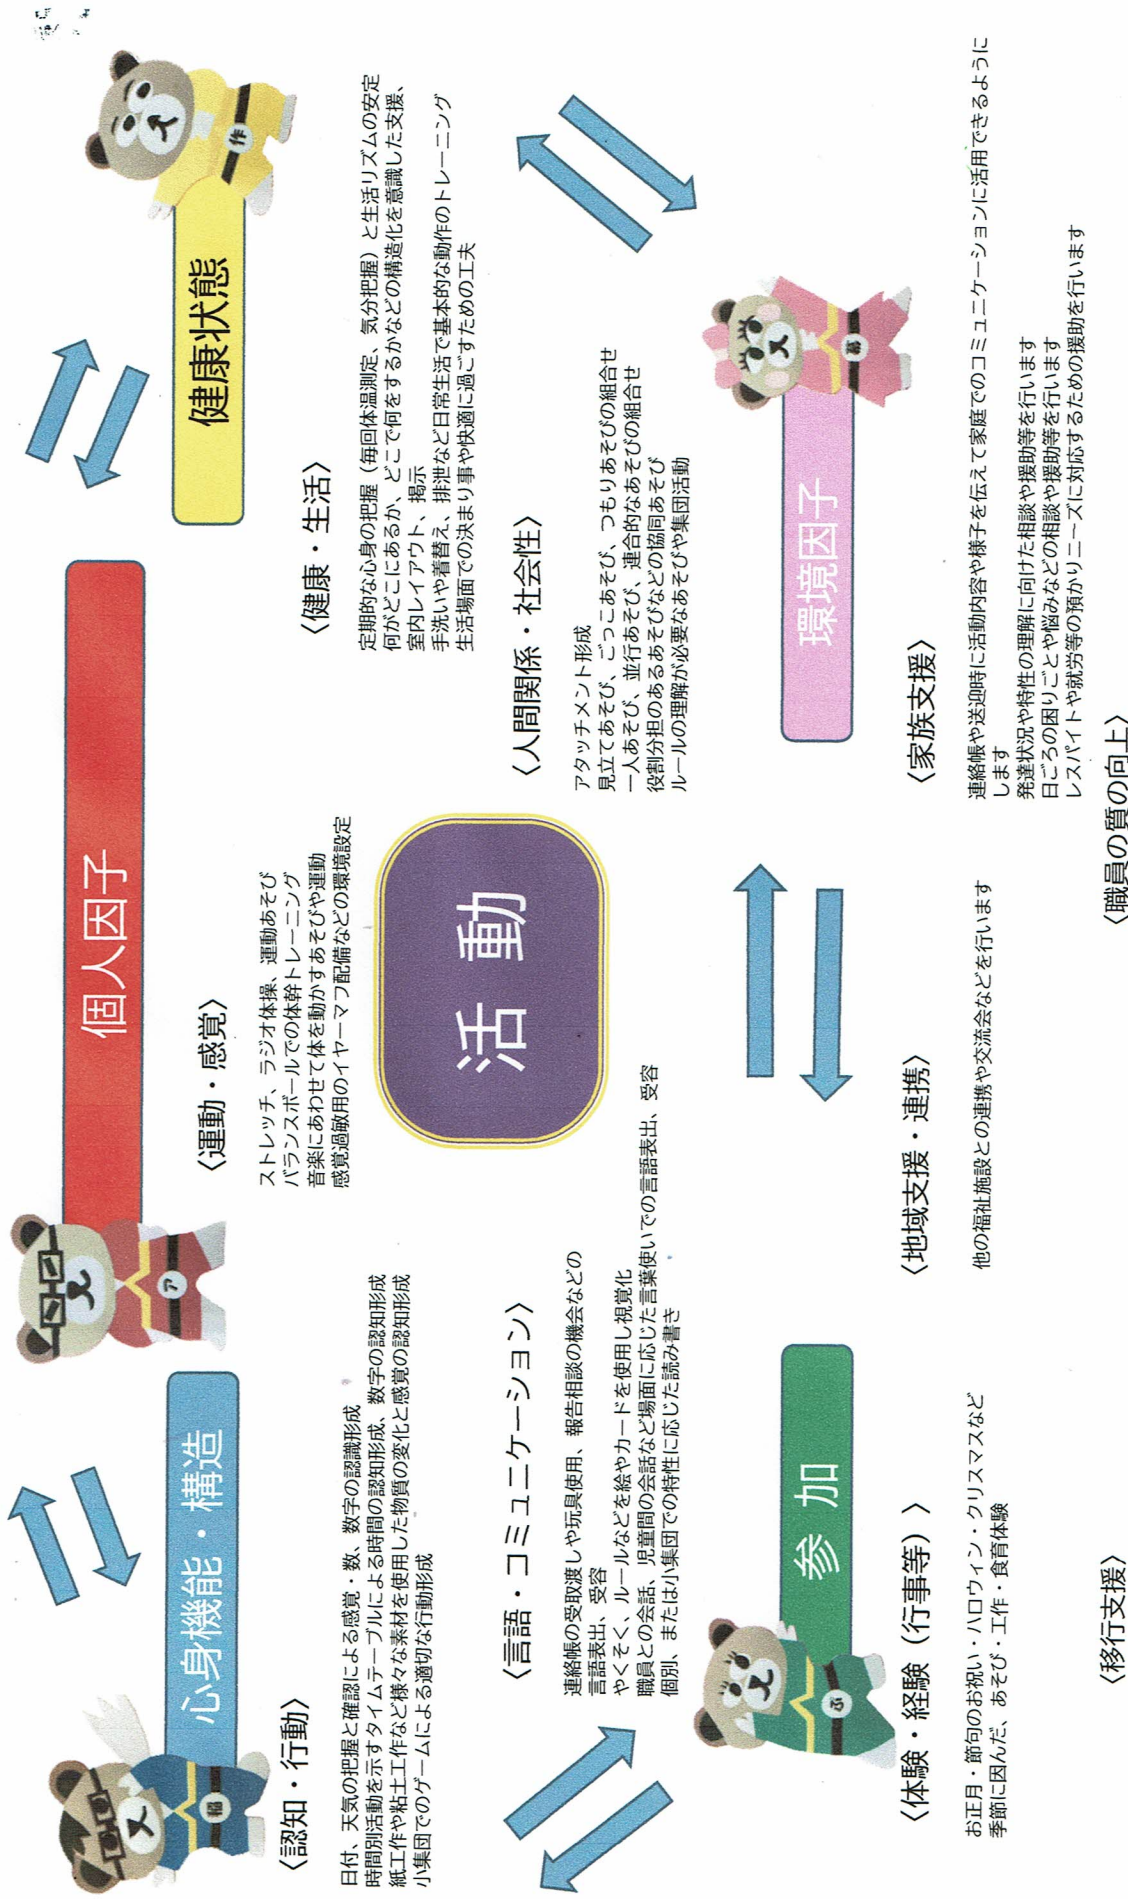 個人因子
ア
心身機能・構造
福
健康状態
作
〈認知・行動〉
日付、天気の把握と確認による感覚・数、数字の認識形成
時間別活動を示すタイムテーブルによる時間の認知形成、数字の認知形成
紙工作や粘土工作など様々な素材を使用した物質の変化と感覚の認知形成
小集団でのゲームによる適切な行動形成
〈運動・感覚〉
ストレッチ、ラジオ体操、運動あそび
バランスボールでの体幹トレーニング
音楽にあわせて体を動かすあそびや運動
感覚過敏用のイヤーマフ配備などの環境設定
〈健康・生活〉
定期的な心身の把握（毎回体温測定、気分把握）と生活リズムの安定
何がどこにあるか、どこで何をするかなどの構造化を意識した支援、
室内レイアウト、掲示
手洗いや着替え、排泄など日常生活で基本的な動作のトレーニング
生活場面での決まり事や快適に過ごすための工夫
活動
〈言語・コミュニケーション〉
連絡帳の受取渡しや玩具使用、報告相談の機会などの
言語表出、受容
やくそく、ルールなどを絵やカードを使用し視覚化
職員との会話、児童間の会話など場面に応じた言葉使いでの言語表出、受容
個別、または小集団での特性に応じた読み書き
〈人間関係・社会性〉
アタッチメント形成
見立てあそび、ごっこあそび、つもりあそびの組合せ
一人あそび、並行あそび、連合的なあそびの組合せ
役割分担のあるあそびなどの協同あそび
ルールの理解が必要なあそびや集団活動
参加
ぷ
環境因子
〈体験・経験（行事等）〉
お正月・節句のお祝い・ハロウィン・クリスマスなど
季節に因んだ、あそび・工作・食育体験
〈地域支援・連携〉
他の福祉施設との連携や交流会などを行います
〈家族支援〉
連絡帳や送迎時に活動内容や様子を伝えて家庭でのコミュニケーションに活用できるように
します
発達状況や特性の理解に向けた相談や援助等を行います
日ごろの困りごとや悩みなどの相談や援助等を行います
レスパイトや就労等の預かりニーズに対応するための援助を行います
〈移行支援〉
〈職員の質の向上〉